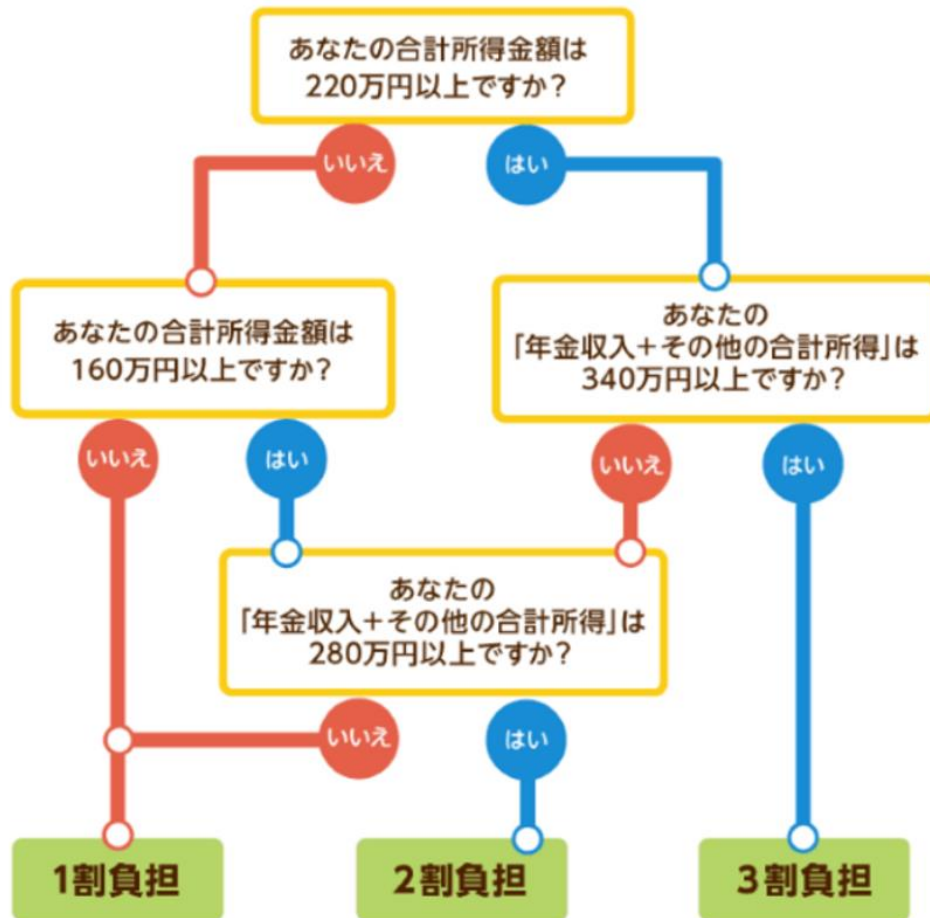 あなたの合計所得金額は
220万円以上ですか?
いいえ
はい
あなたの合計所得金額は
160万円以上ですか?
あなたの
「年金収入+その他の合計所得」は
340万円以上ですか?
いいえ
はい
いいえ
はい
あなたの
「年金収入+その他の合計所得」は
280万円以上ですか?
いいえ
はい
1割負担
2割負担
3割負担